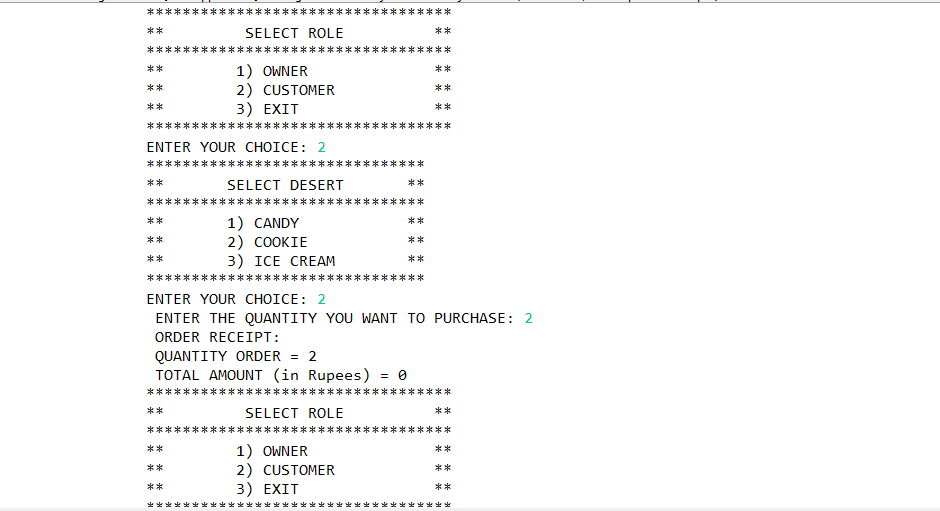 **********************************
** SELECT ROLE **
**********************************
** 1) OWNER **
** 2) CUSTOMER **
** 3) EXIT **
**********************************
ENTER YOUR CHOICE: 2
*******************************
** SELECT DESERT **
*******************************
** 1) CANDY **
** 2) COOKIE **
** 3) ICE CREAM **
*******************************
ENTER YOUR CHOICE: 2
ENTER THE QUANTITY YOU WANT TO PURCHASE: 2
ORDER RECEIPT:
QUANTITY ORDER = 2
TOTAL AMOUNT (in Rupees) = 0
**********************************
** SELECT ROLE **
**********************************
** 1) OWNER **
** 2) CUSTOMER **
** 3) EXIT **
**********************************